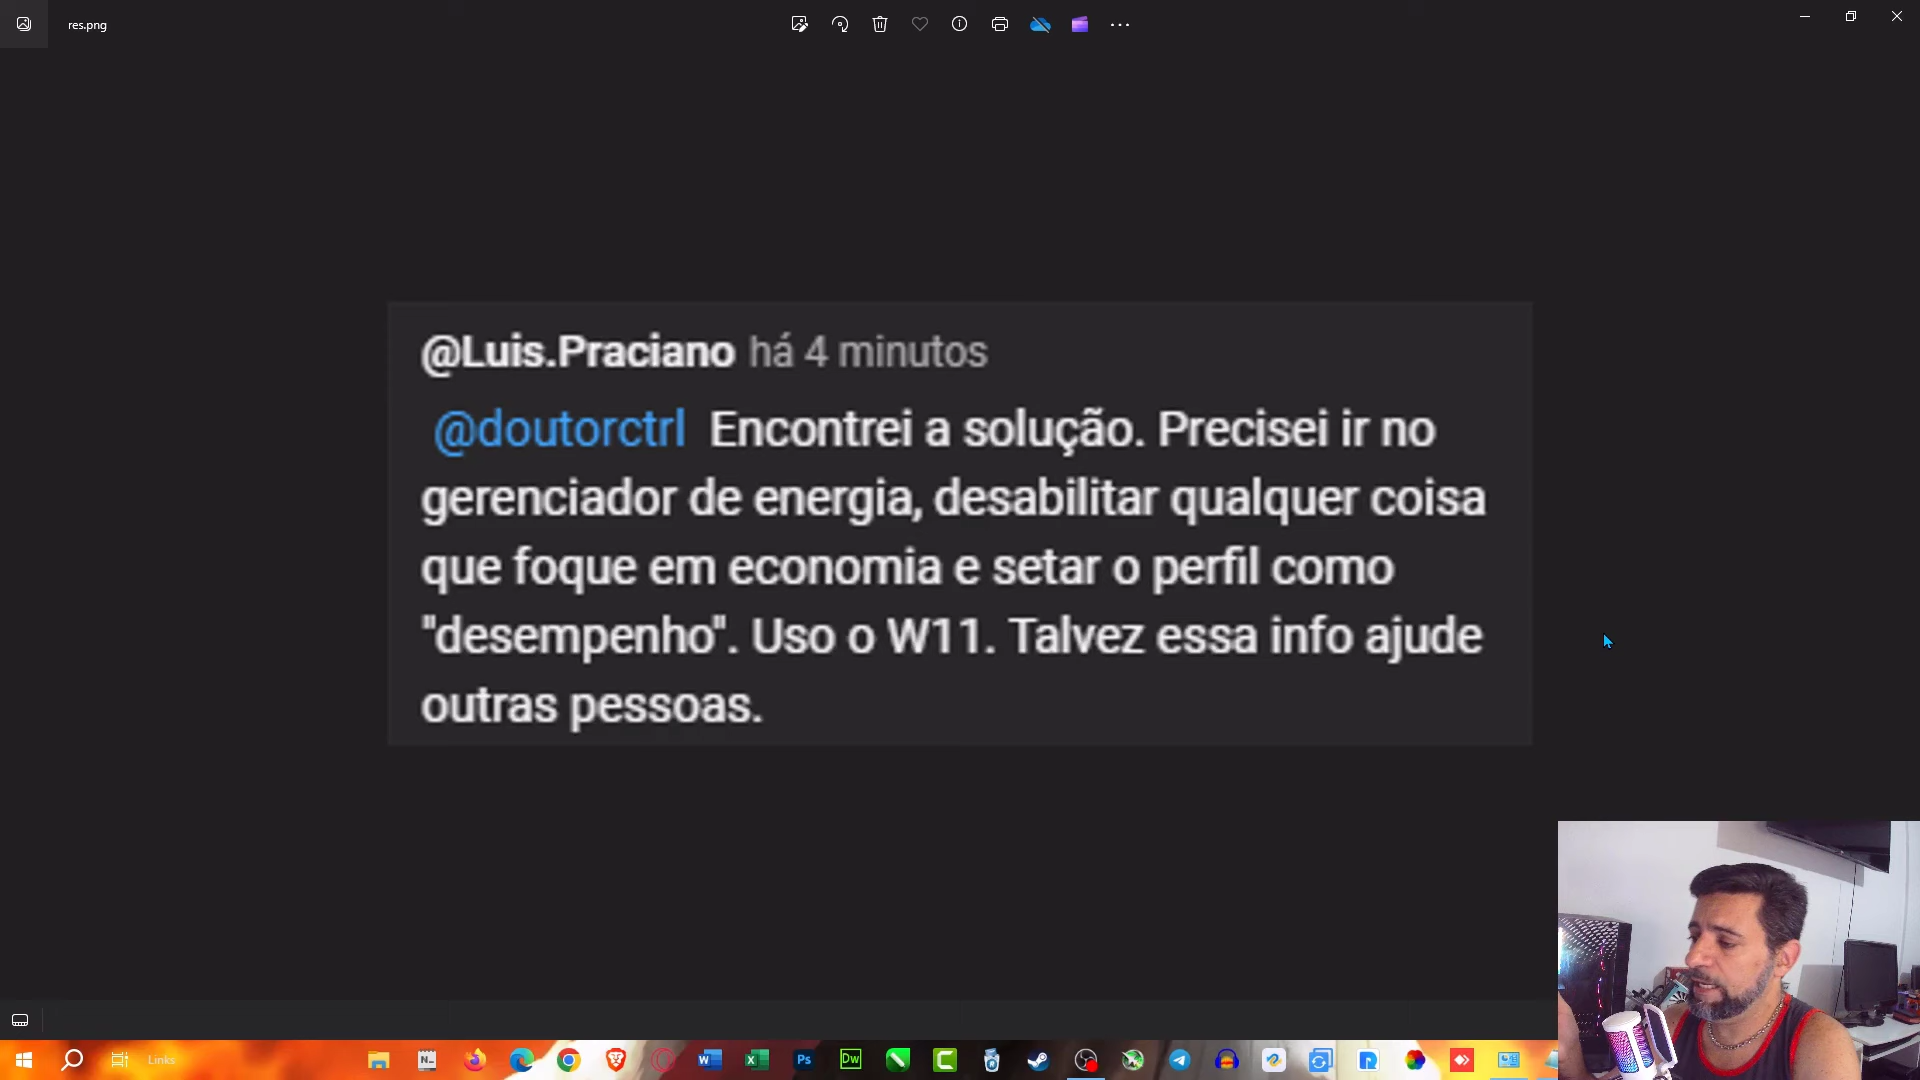 res.png
@Luis.Praciano há 4 minutos
@doutorctrl Encontrei a solução. Precisei ir no
gerenciador de energia, desabilitar qualquer coisa
que foque em economia e setar o perfil como
"desempenho". Uso o W11. Talvez essa info ajude
outras pessoas.
Links